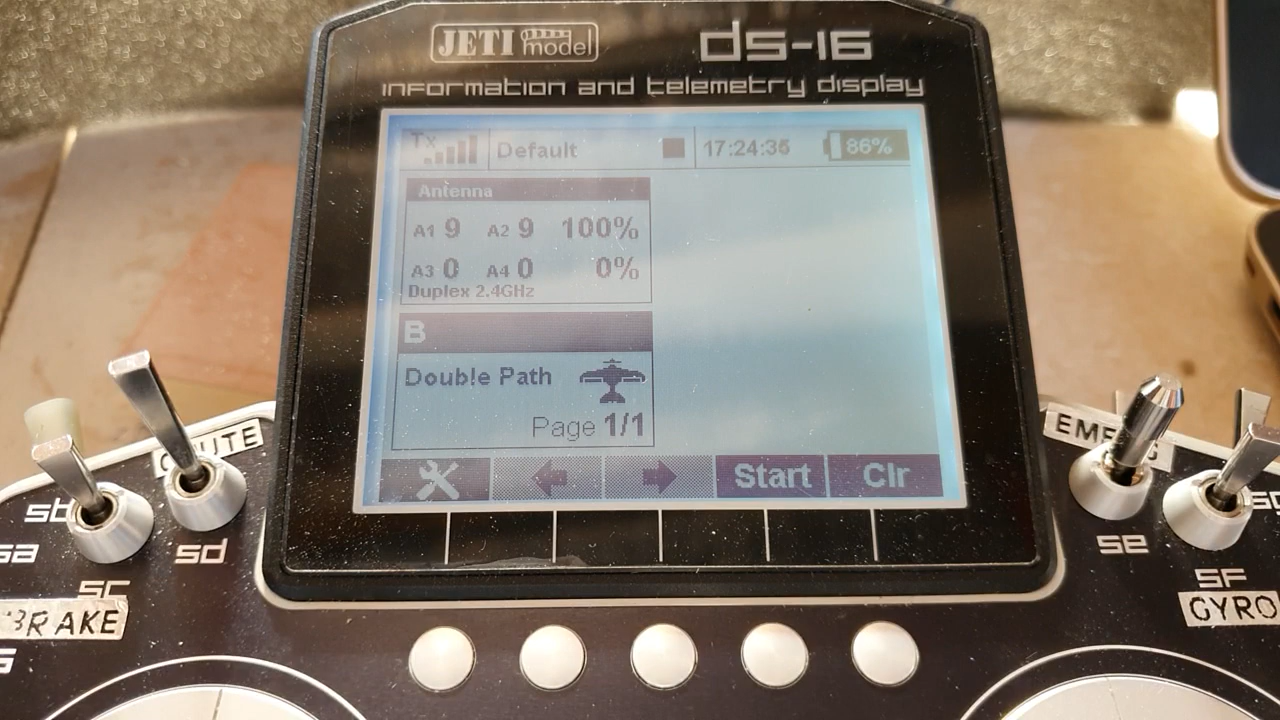 JETI model ds-16
information and telemetry display
Tx Default 17:24:36 86%
Antenna
A1 9 A2 9 100%
A3 0 A4 0 0%
Duplex 2.4GHz
B
Double Path
Page 1/1
Start Clr
sb
sa
sd
sc
BRAKE
se
SF
GYRO